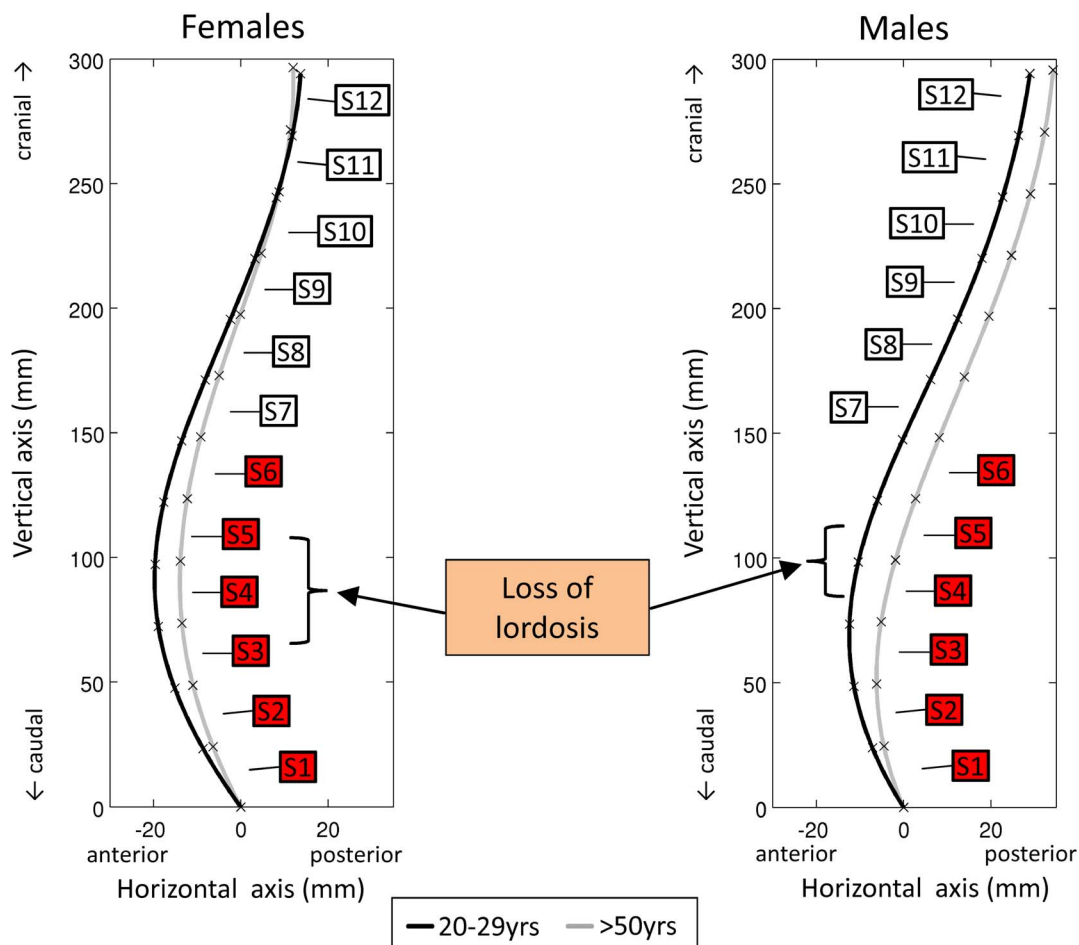 Females
Males
cranial →
← caudal
Vertical axis (mm)
300
250
200
150
100
50
0
S12
S11
S10
S9
S8
S7
S6
S5
S4
S3
S2
S1
-20
0
20
anterior
posterior
Horizontal axis (mm)
Loss of
lordosis
cranial →
← caudal
Vertical axis (mm)
300
250
200
150
100
50
0
S12
S11
S10
S9
S8
S7
S6
S5
S4
S3
S2
S1
-20
0
20
anterior
posterior
Horizontal axis (mm)
20-29yrs
>50yrs